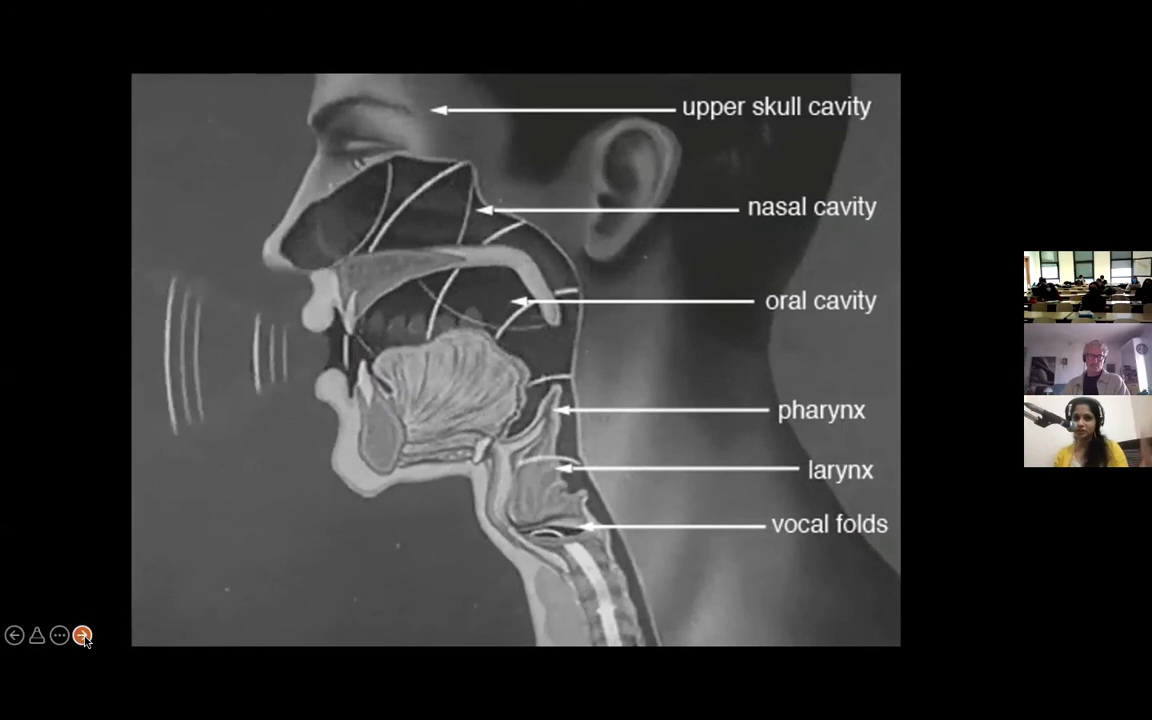 upper skull cavity
nasal cavity
oral cavity
pharynx
larynx
vocal folds